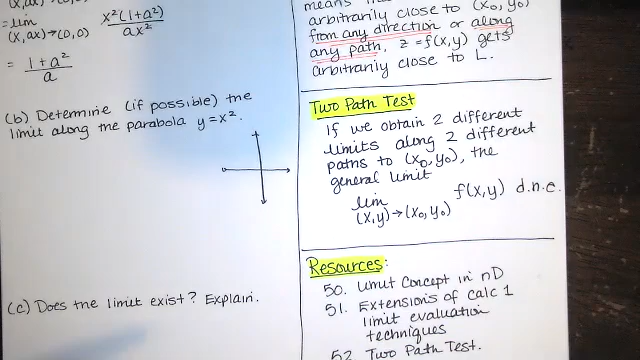 = lim x²(1+a²)
(x,ax)→(0,0) ax²
= 1+a²
a
(b) Determine (if possible) the
limit along the parabola y=x².
(c) Does the limit exist? Explain.
arbitrarily close to (x₀, y₀)
from any direction or along
any path, z = f(x,y) gets
arbitrarily close to L.
Two Path Test
If we obtain 2 different
limits along 2 different
paths to (x₀,y₀), the
general limit
lim f(x,y) d.n.e.
(x,y)→(x₀,y₀)
Resources:
50. Limit Concept in nD
51. Extensions of calc 1
limit evaluation
techniques
52 Two Path Test.